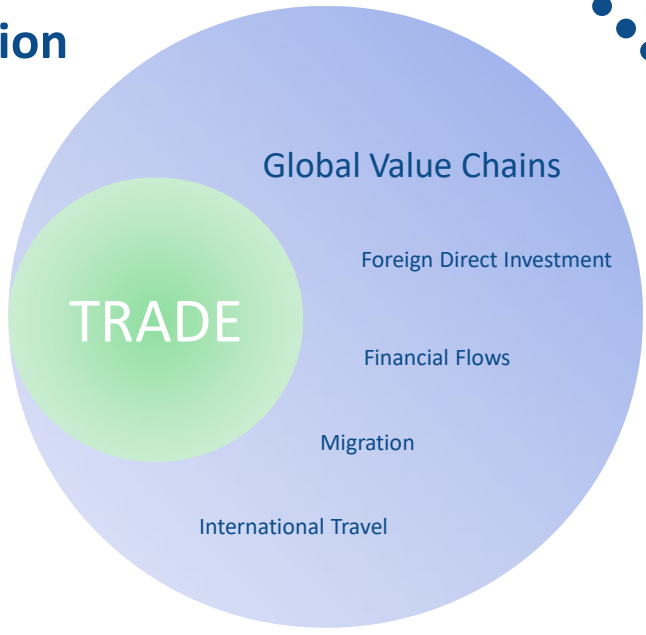 ion
Global Value Chains
Foreign Direct Investment
TRADE
Financial Flows
Migration
International Travel